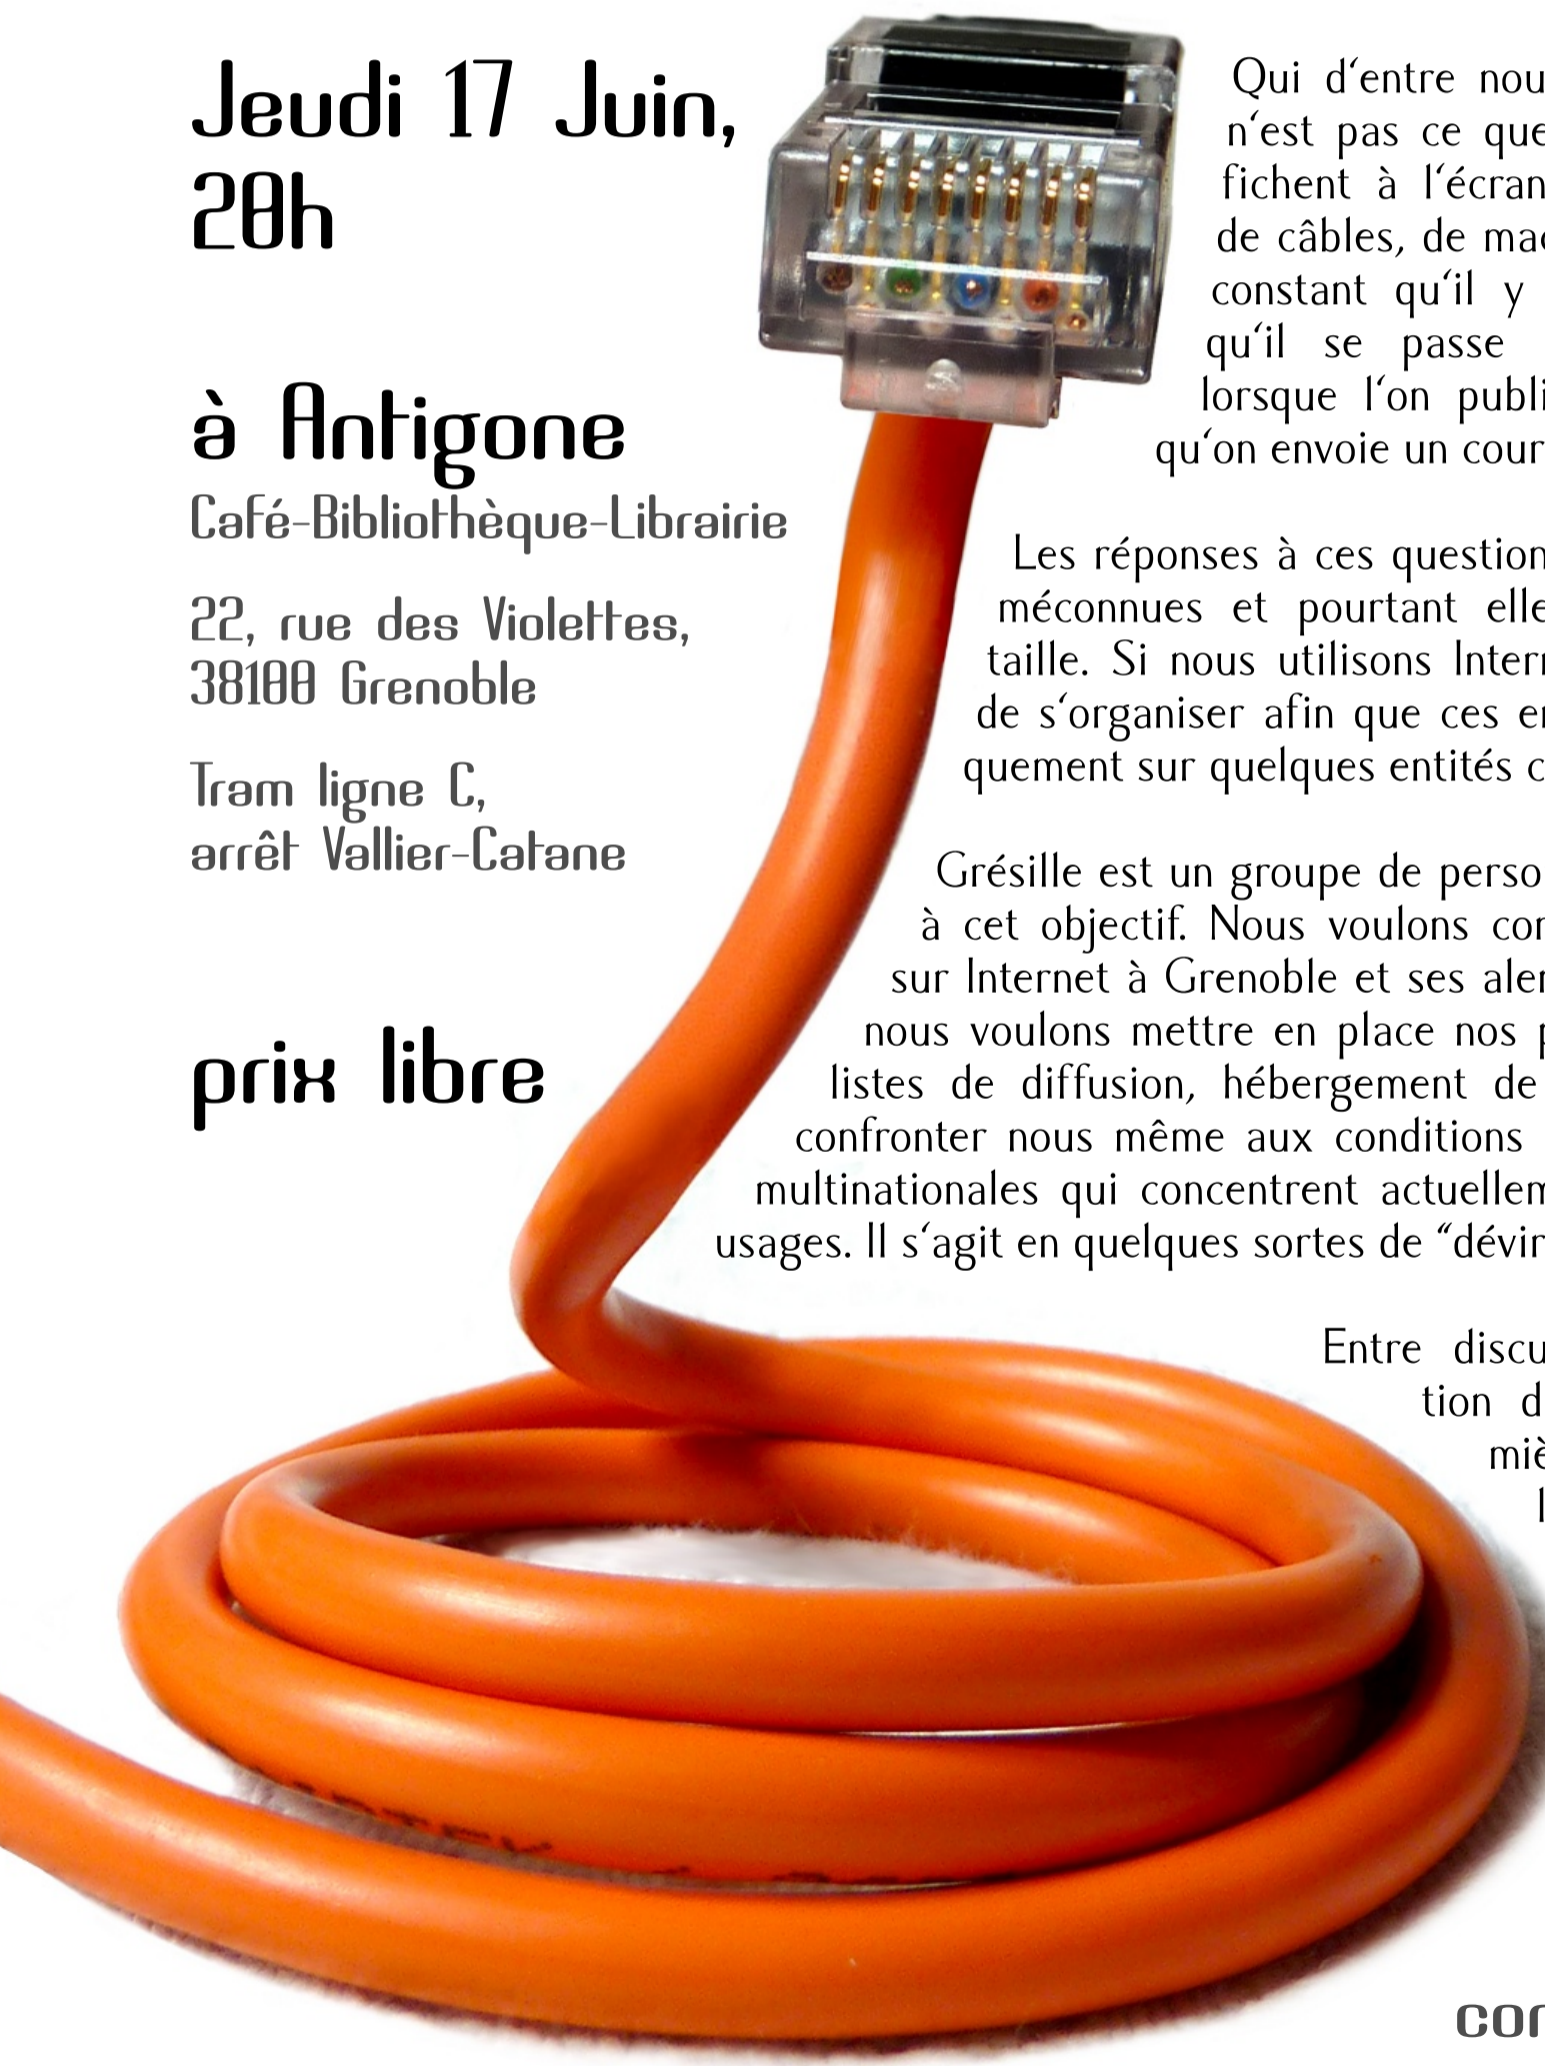 Jeudi 17 Juin,
20h
à Antigone
Café-Bibliothèque-Librairie
22, rue des Violettes,
38100 Grenoble
Tram ligne C,
arrêt Vallier-Catane
prix libre
Qui d‘entre nou
n‘est pas ce que
fichent à l‘écran
de câbles, de mac
constant qu‘il y
qu‘il se passe
lorsque l‘on publi
qu‘on envoie un cour
Les réponses à ces question
méconnues et pourtant elle
taille. Si nous utilisons Intern
de s‘organiser afin que ces en
quement sur quelques entités c
Grésille est un groupe de perso
à cet objectif. Nous voulons con
sur Internet à Grenoble et ses alen
nous voulons mettre en place nos p
listes de diffusion, hébergement de
confronter nous même aux conditions
multinationales qui concentrent actuellem
usages. Il s‘agit en quelques sortes de “dévir
Entre discu
tion d
miè
l
con